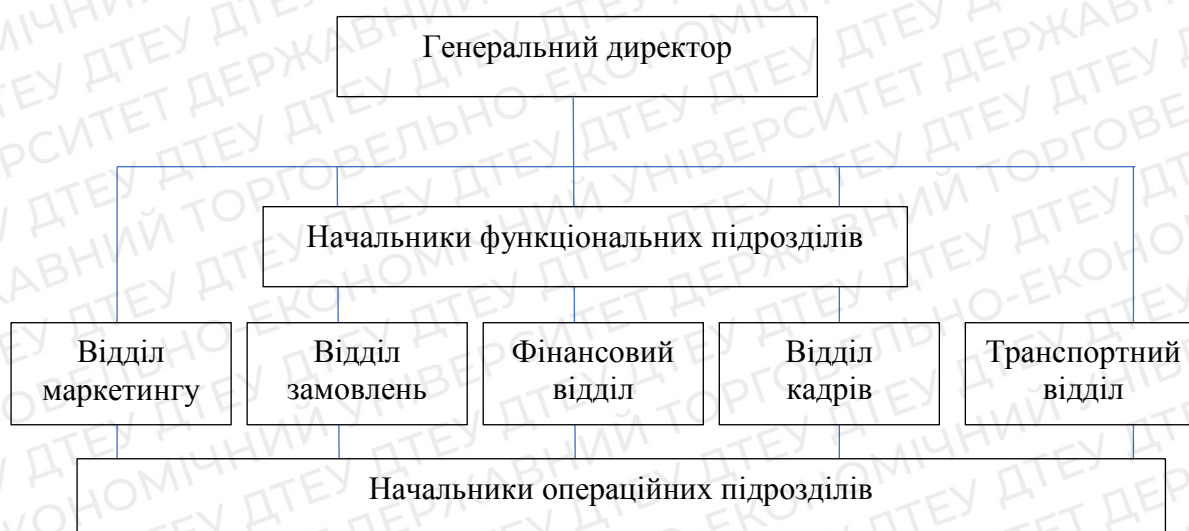 Генеральний директор
Начальники функціональних підрозділів
Відділ
маркетингу
Відділ
замовлень
Фінансовий
відділ
Відділ
кадрів
Транспортний
відділ
Начальники операційних підрозділів